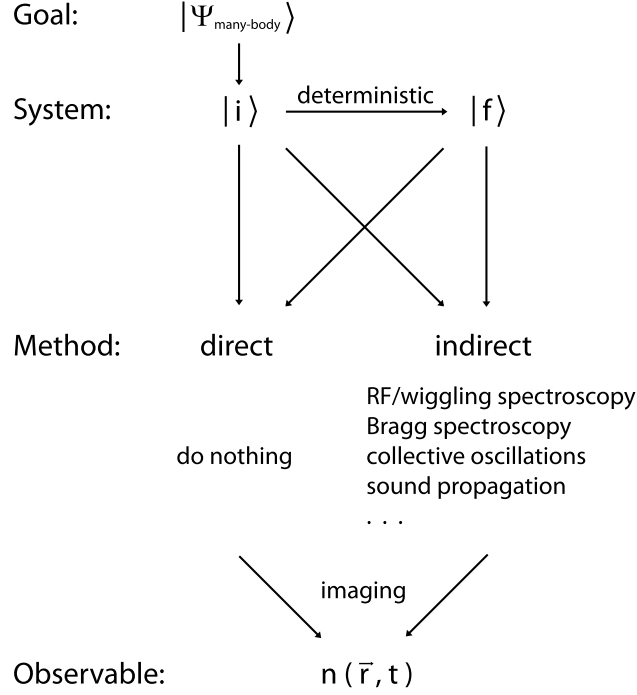 Goal: |Ψmany-body⟩
System: |i⟩ deterministic |f⟩
Method: direct indirect
RF/wiggling spectroscopy
Bragg spectroscopy
do nothing collective oscillations
sound propagation
. . .
imaging
Observable: n ( r⃗ , t )